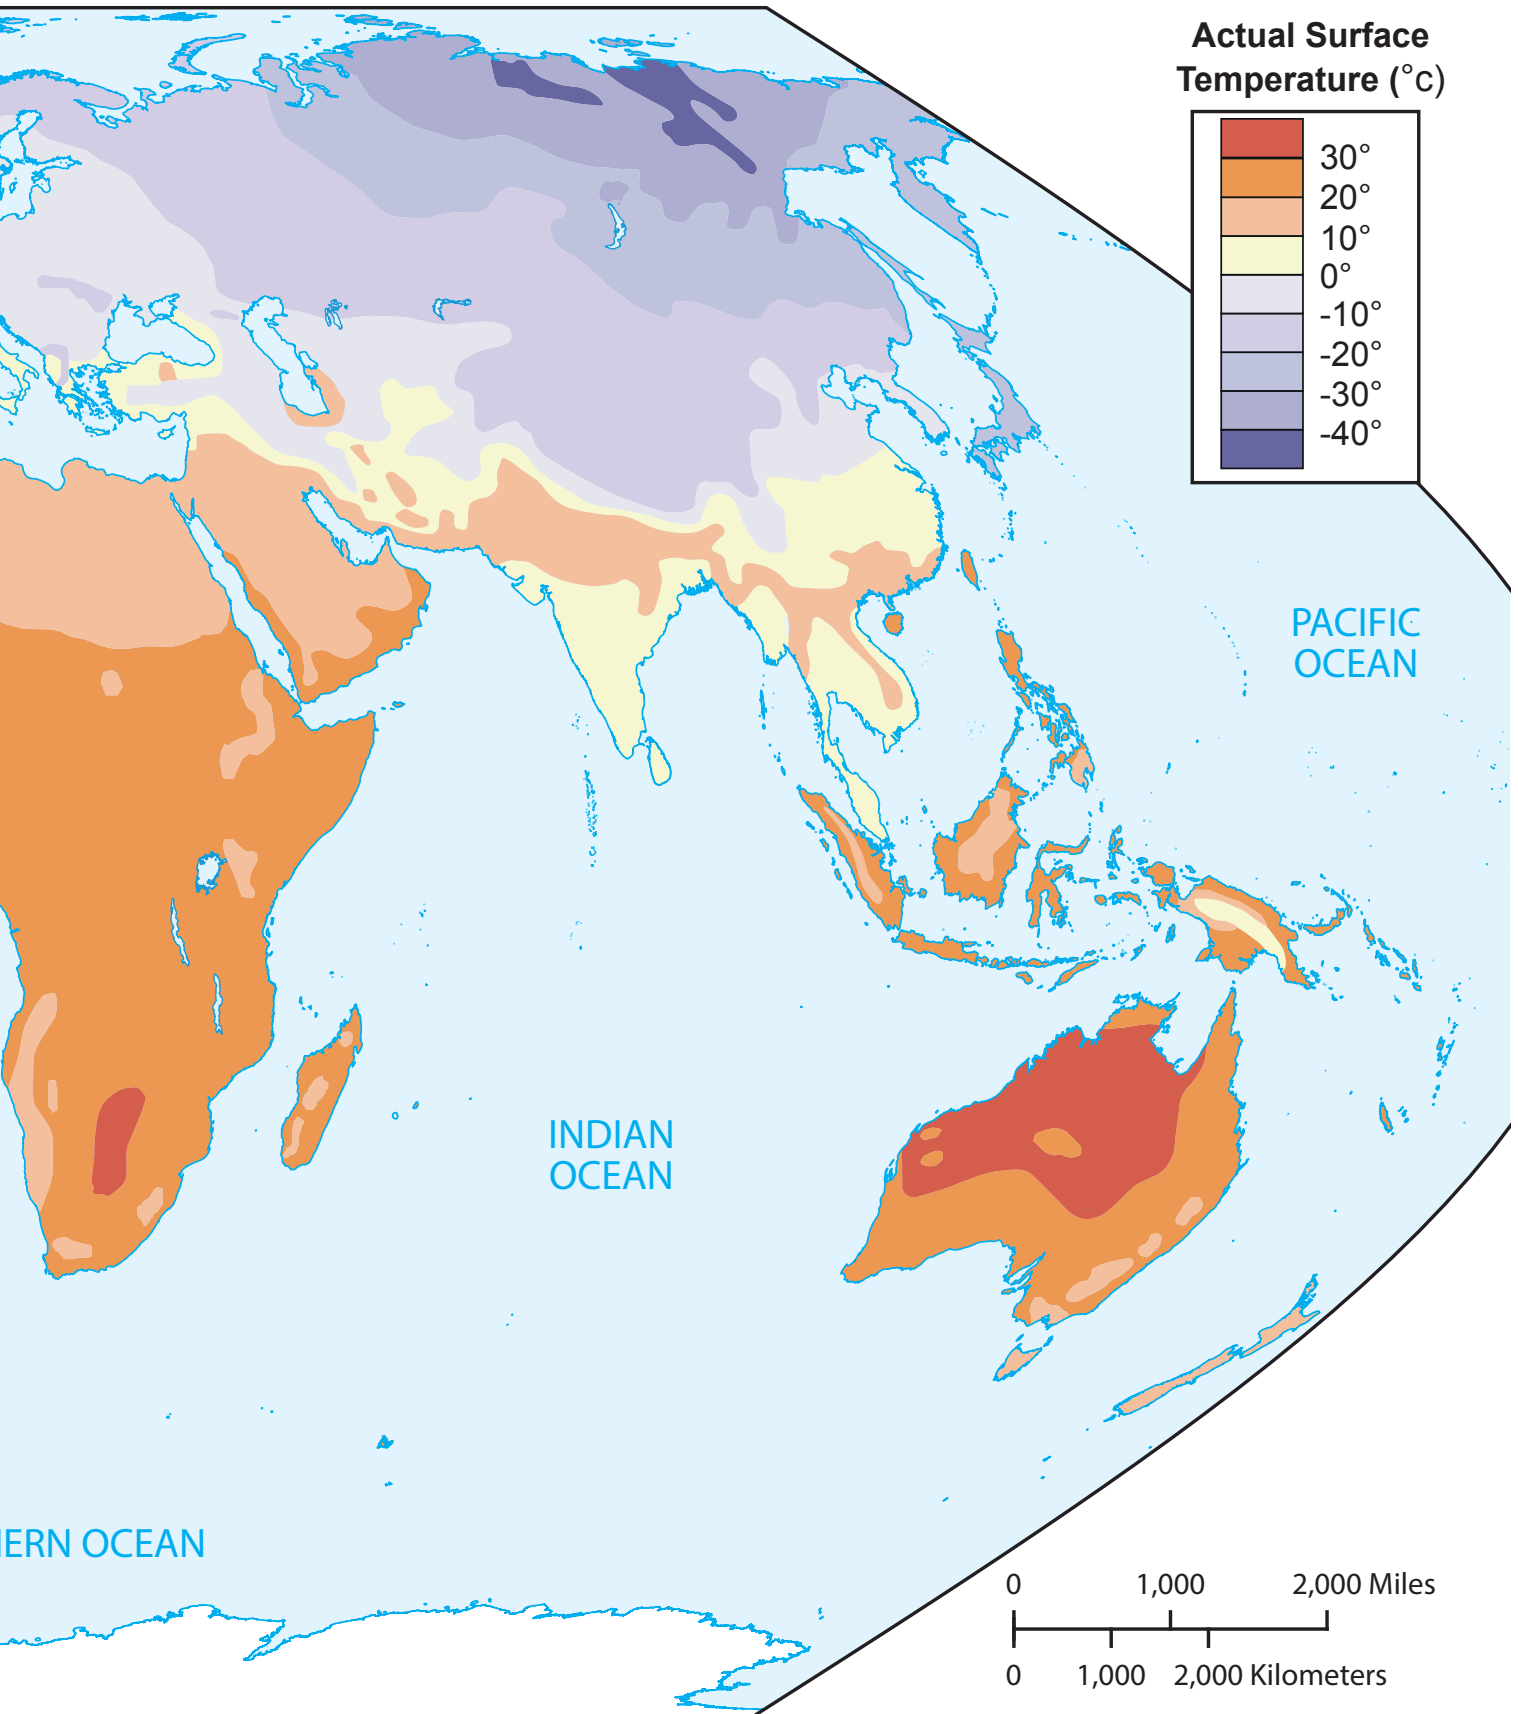 Actual Surface
Temperature (°c)
30°
20°
10°
0°
-10°
-20°
-30°
-40°
PACIFIC
OCEAN
INDIAN
OCEAN
ERN OCEAN
0 1,000 2,000 Miles
0 1,000 2,000 Kilometers